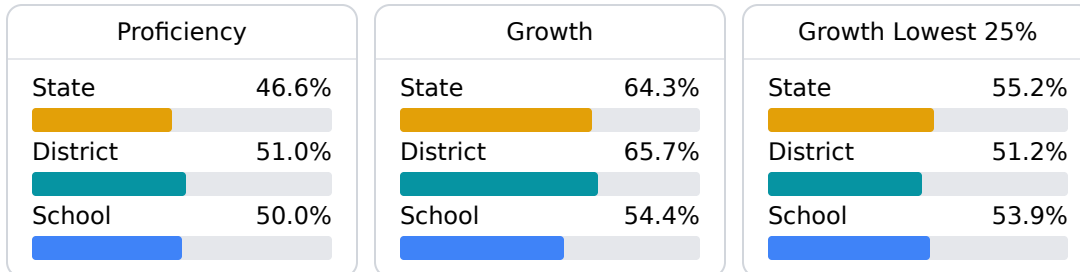 Proficiency
State 46.6%
District 51.0%
School 50.0%
Growth
State 64.3%
District 65.7%
School 54.4%
Growth Lowest 25%
State 55.2%
District 51.2%
School 53.9%